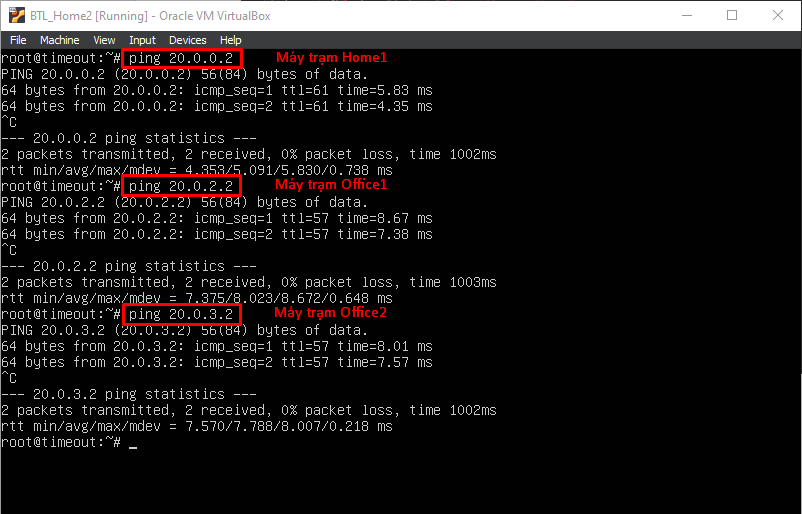 BTL_Home2 [Running] - Oracle VM VirtualBox
File Machine View Input Devices Help
root@timeout:~# ping 20.0.0.2 Máy trạm Home1
PING 20.0.0.2 (20.0.0.2) 56(84) bytes of data.
64 bytes from 20.0.0.2: icmp_seq=1 ttl=61 time=5.83 ms
64 bytes from 20.0.0.2: icmp_seq=2 ttl=61 time=4.35 ms
^C
--- 20.0.0.2 ping statistics ---
2 packets transmitted, 2 received, 0% packet loss, time 1002ms
rtt min/avg/max/mdev = 4.353/5.091/5.830/0.738 ms
root@timeout:~# ping 20.0.2.2 Máy trạm Office1
PING 20.0.2.2 (20.0.2.2) 56(84) bytes of data.
64 bytes from 20.0.2.2: icmp_seq=1 ttl=57 time=8.67 ms
64 bytes from 20.0.2.2: icmp_seq=2 ttl=57 time=7.38 ms
^C
--- 20.0.2.2 ping statistics ---
2 packets transmitted, 2 received, 0% packet loss, time 1003ms
rtt min/avg/max/mdev = 7.375/8.023/8.672/0.648 ms
root@timeout:~# ping 20.0.3.2 Máy trạm Office2
PING 20.0.3.2 (20.0.3.2) 56(84) bytes of data.
64 bytes from 20.0.3.2: icmp_seq=1 ttl=57 time=8.01 ms
64 bytes from 20.0.3.2: icmp_seq=2 ttl=57 time=7.57 ms
^C
--- 20.0.3.2 ping statistics ---
2 packets transmitted, 2 received, 0% packet loss, time 1002ms
rtt min/avg/max/mdev = 7.570/7.788/8.007/0.218 ms
root@timeout:~# _